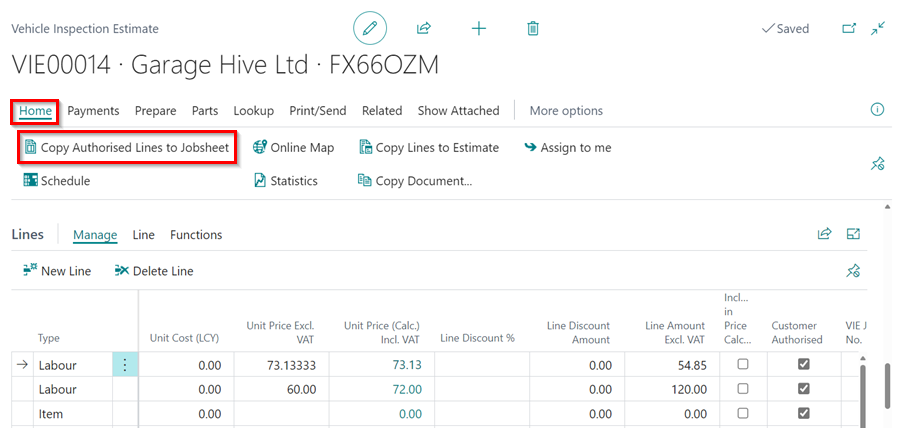 Vehicle Inspection Estimate
Saved
VIE00014 · Garage Hive Ltd · FX66OZM
Home Payments Prepare Parts Lookup Print/Send Related Show Attached More options
Copy Authorised Lines to Jobsheet Online Map Copy Lines to Estimate Assign to me
Schedule Statistics Copy Document...
Lines Manage Line Functions
New Line Delete Line
Type Unit Cost (LCY) Unit Price Excl. VAT Unit Price (Calc.) Incl. VAT Line Discount % Line Discount Amount Line Amount Excl. VAT Incl... in Price Calc... Customer Authorised VIE J No.
Labour 0.00 73.13333 73.13 0.00 54.85
Labour 0.00 60.00 72.00 0.00 120.00
Item 0.00 0.00 0.00 0.00